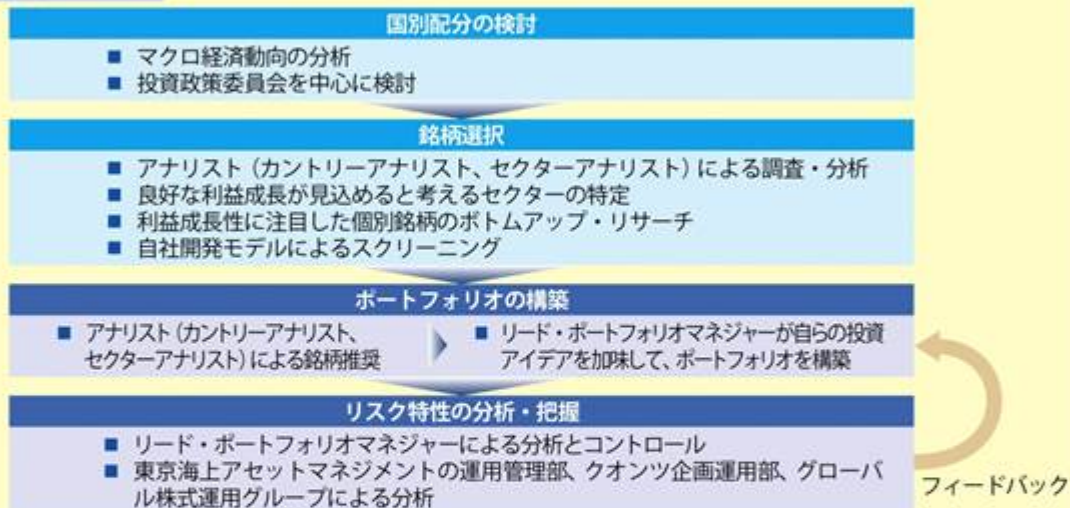 国別配分の検討
■ マクロ経済動向の分析
■ 投資政策委員会を中心に検討
銘柄選択
■ アナリスト（カントリーアナリスト、セクターアナリスト）による調査・分析
■ 良好な利益成長が見込めると考えるセクターの特定
■ 利益成長性に注目した個別銘柄のボトムアップ・リサーチ
■ 自社開発モデルによるスクリーニング
ポートフォリオの構築
■ アナリスト（カントリーアナリスト、
セクターアナリスト）による銘柄推奨
■ リード・ポートフォリオマネジャーが自らの投資
アイデアを加味して、ポートフォリオを構築
リスク特性の分析・把握
■ リード・ポートフォリオマネジャーによる分析とコントロール
■ 東京海上アセットマネジメントの運用管理部、クオンツ企画運用部、グローバ
ル株式運用グループによる分析
フィードバック